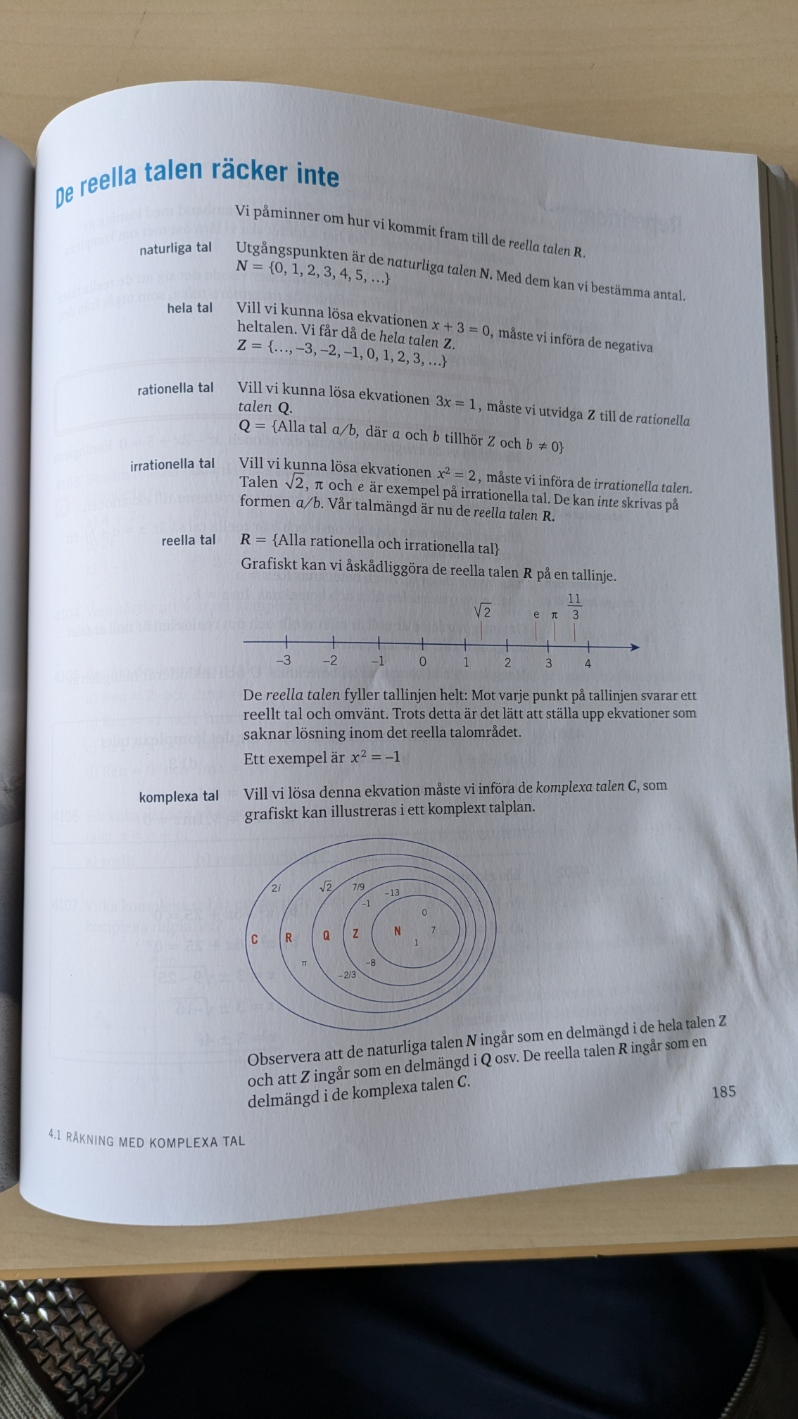 De reella talen räcker inte
Vi påminner om hur vi kommit fram till de reella talen R.
naturliga tal
Utgångspunkten är de naturliga talen N. Med dem kan vi bestämma antal.
N = {0, 1, 2, 3, 4, 5, …}
hela tal
Vill vi kunna lösa ekvationen x + 3 = 0, måste vi införa de negativa
heltalen. Vi får då de hela talen Z.
Z = {…, –3, –2, –1, 0, 1, 2, 3, …}
rationella tal
Vill vi kunna lösa ekvationen 3x = 1, måste vi utvidga Z till de rationella
talen Q.
Q = {Alla tal a/b, där a och b tillhör Z och b ≠ 0}
irrationella tal
Vill vi kunna lösa ekvationen x² = 2, måste vi införa de irrationella talen.
Talen √2, π och e är exempel på irrationella tal. De kan inte skrivas på
formen a/b. Vår talmängd är nu de reella talen R.
reella tal
R = {Alla rationella och irrationella tal}
Grafiskt kan vi åskådliggöra de reella talen R på en tallinje.
√2 e π 11/3
–3 –2 –1 0 1 2 3 4
De reella talen fyller tallinjen helt: Mot varje punkt på tallinjen svarar ett
reellt tal och omvänt. Trots detta är det lätt att ställa upp ekvationer som
saknar lösning inom det reella talområdet.
Ett exempel är x² = –1
komplexa tal
Vill vi lösa denna ekvation måste vi införa de komplexa talen C, som
grafiskt kan illustreras i ett komplext talplan.
2i √2 7/9 –13
–1
0
C R Q Z N 7
1
π –8
–2/3
Observera att de naturliga talen N ingår som en delmängd i de hela talen Z
och att Z ingår som en delmängd i Q osv. De reella talen R ingår som en
delmängd i de komplexa talen C.
185
4.1 RÄKNING MED KOMPLEXA TAL